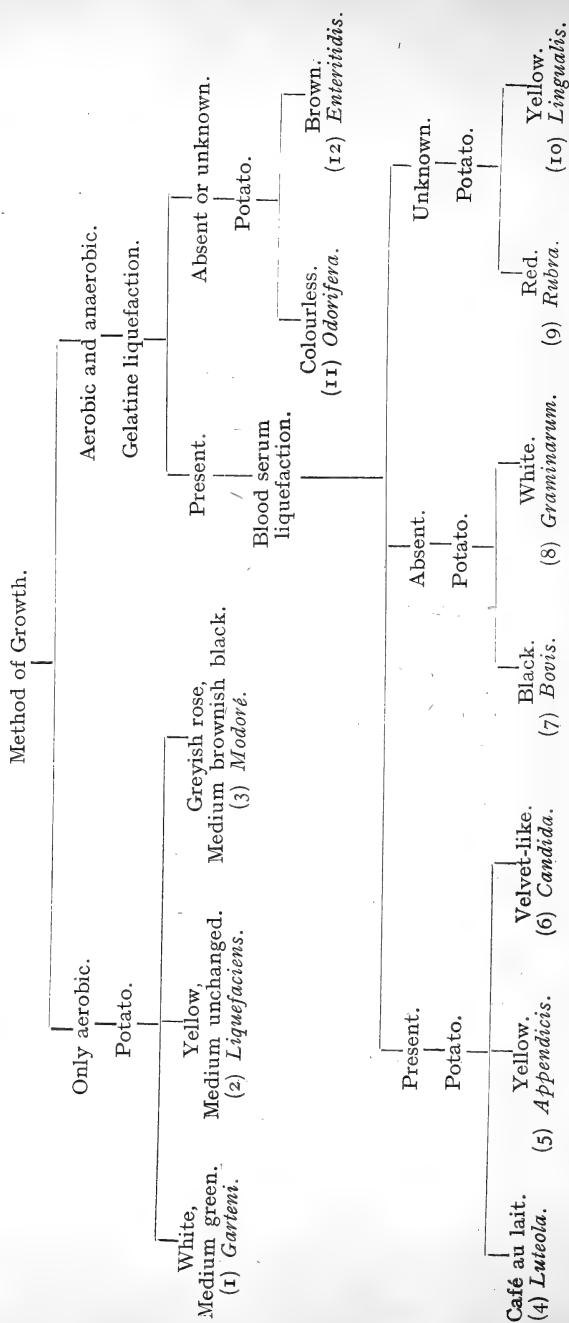 Method of Growth.
Only aerobic.
Potato.
White,
Medium green.
(1) Garteni.
Yellow,
Medium unchanged.
(2) Liquefaciens.
Greyish rose,
Medium brownish black.
(3) Modoré.
Aerobic and anaerobic.
Gelatine liquefaction.
Present.
Blood serum
liquefaction.
Absent or unknown.
Potato.
Colourless.
(11) Odorifera.
Brown.
(12) Enteritidis.
Present.
Potato.
Café au lait.
(4) Luteola.
Yellow.
(5) Appendicis.
Velvet-like.
(6) Candida.
Absent.
Potato.
Black.
(7) Bovis.
White.
(8) Graminarum.
Unknown.
Potato.
Red.
(9) Rubra.
Yellow.
(10) Lingualis.